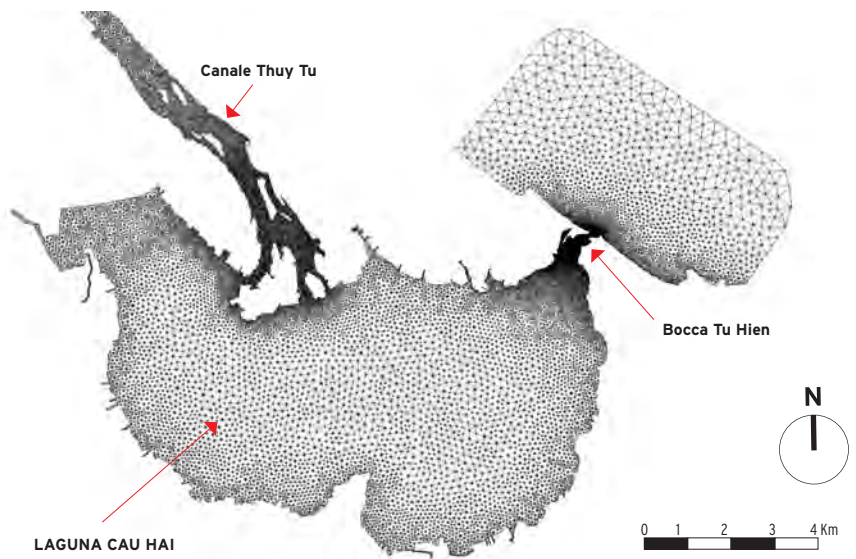 Canale Thuy Tu
Bocca Tu Hien
N
LAGUNA CAU HAI
0 1 2 3 4 Km